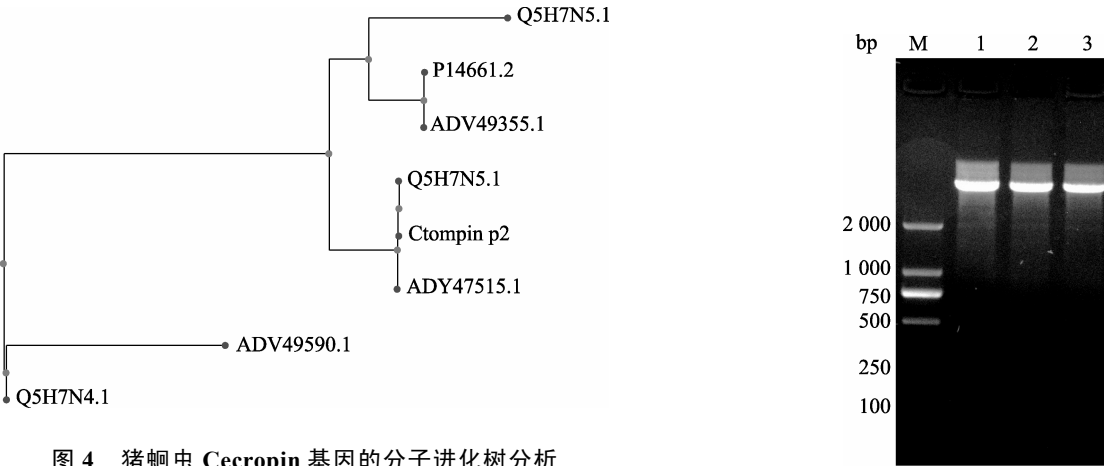 Q5H7N5.1
P14661.2
ADV49355.1
Q5H7N5.1
Ctompin p2
ADY47515.1
ADV49590.1
Q5H7N4.1
图 4 猪蛔虫 Cecropin 基因的分子进化树分析
bp M 1 2 3
2 000
1 000
750
500
250
100